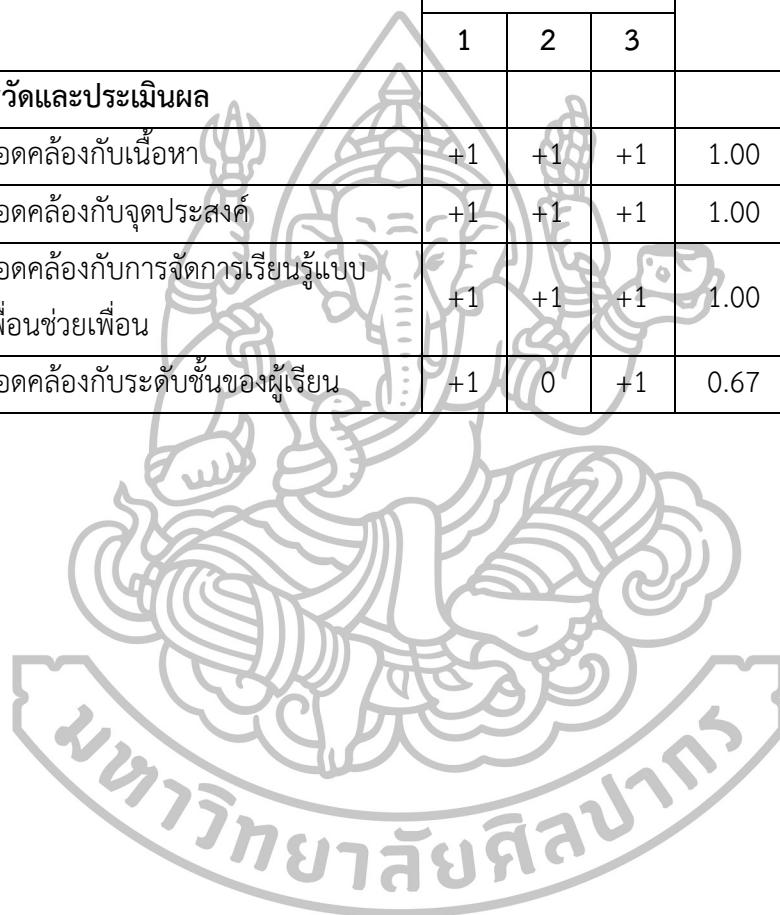 1 2 3
วัดและประเมินผล
อดคล้องกับเนื้อหา +1 +1 +1 1.00
อดคล้องกับจุดประสงค์ +1 +1 +1 1.00
อดคล้องกับการจัดการเรียนรู้แบบ
พื่อนช่วยเพื่อน +1 +1 +1 1.00
อดคล้องกับระดับชั้นของผู้เรียน +1 0 +1 0.67
มหาวิทยาลัยศิลปากร